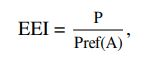 EEI = P / Pref(A),